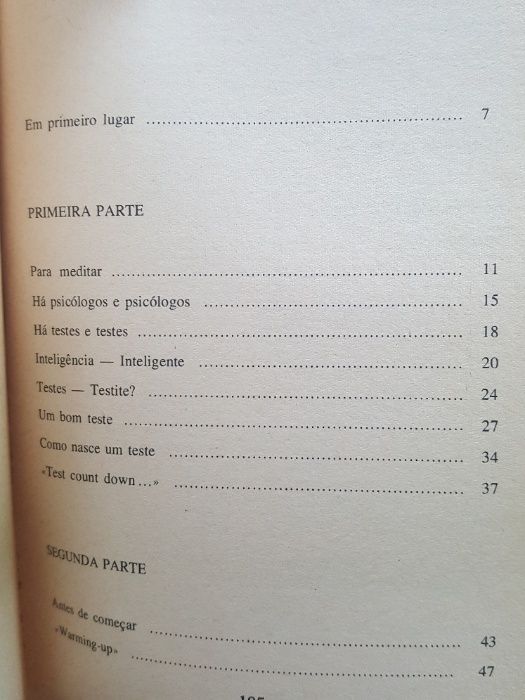 Em primeiro lugar ........................................................ 7
PRIMEIRA PARTE
Para meditar ........................................................ 11
Há psicólogos e psicólogos ........................................ 15
Há testes e testes .................................................... 18
Inteligência — Inteligente .......................................... 20
Testes — Testite? .................................................... 24
Um bom teste ........................................................ 27
Como nasce um teste .............................................. 34
«Test count down...» ................................................ 37
SEGUNDA PARTE
Antes de começar .................................................... 43
«Warming-up» ........................................................ 47